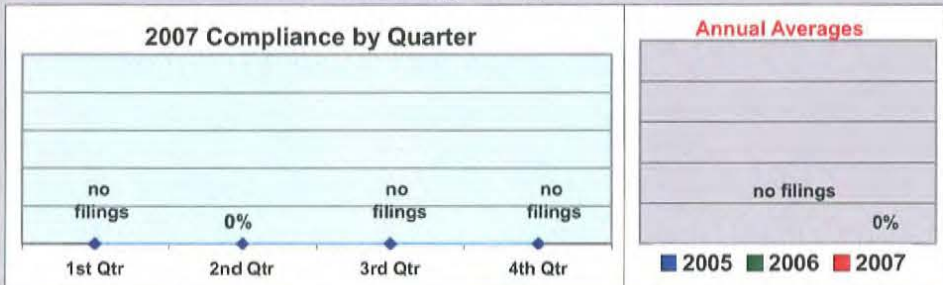 2007 Compliance by Quarter
no
filings
0%
no
filings
no
filings
1st Qtr
2nd Qtr
3rd Qtr
4th Qtr
Annual Averages
no filings
0%
2005
2006
2007